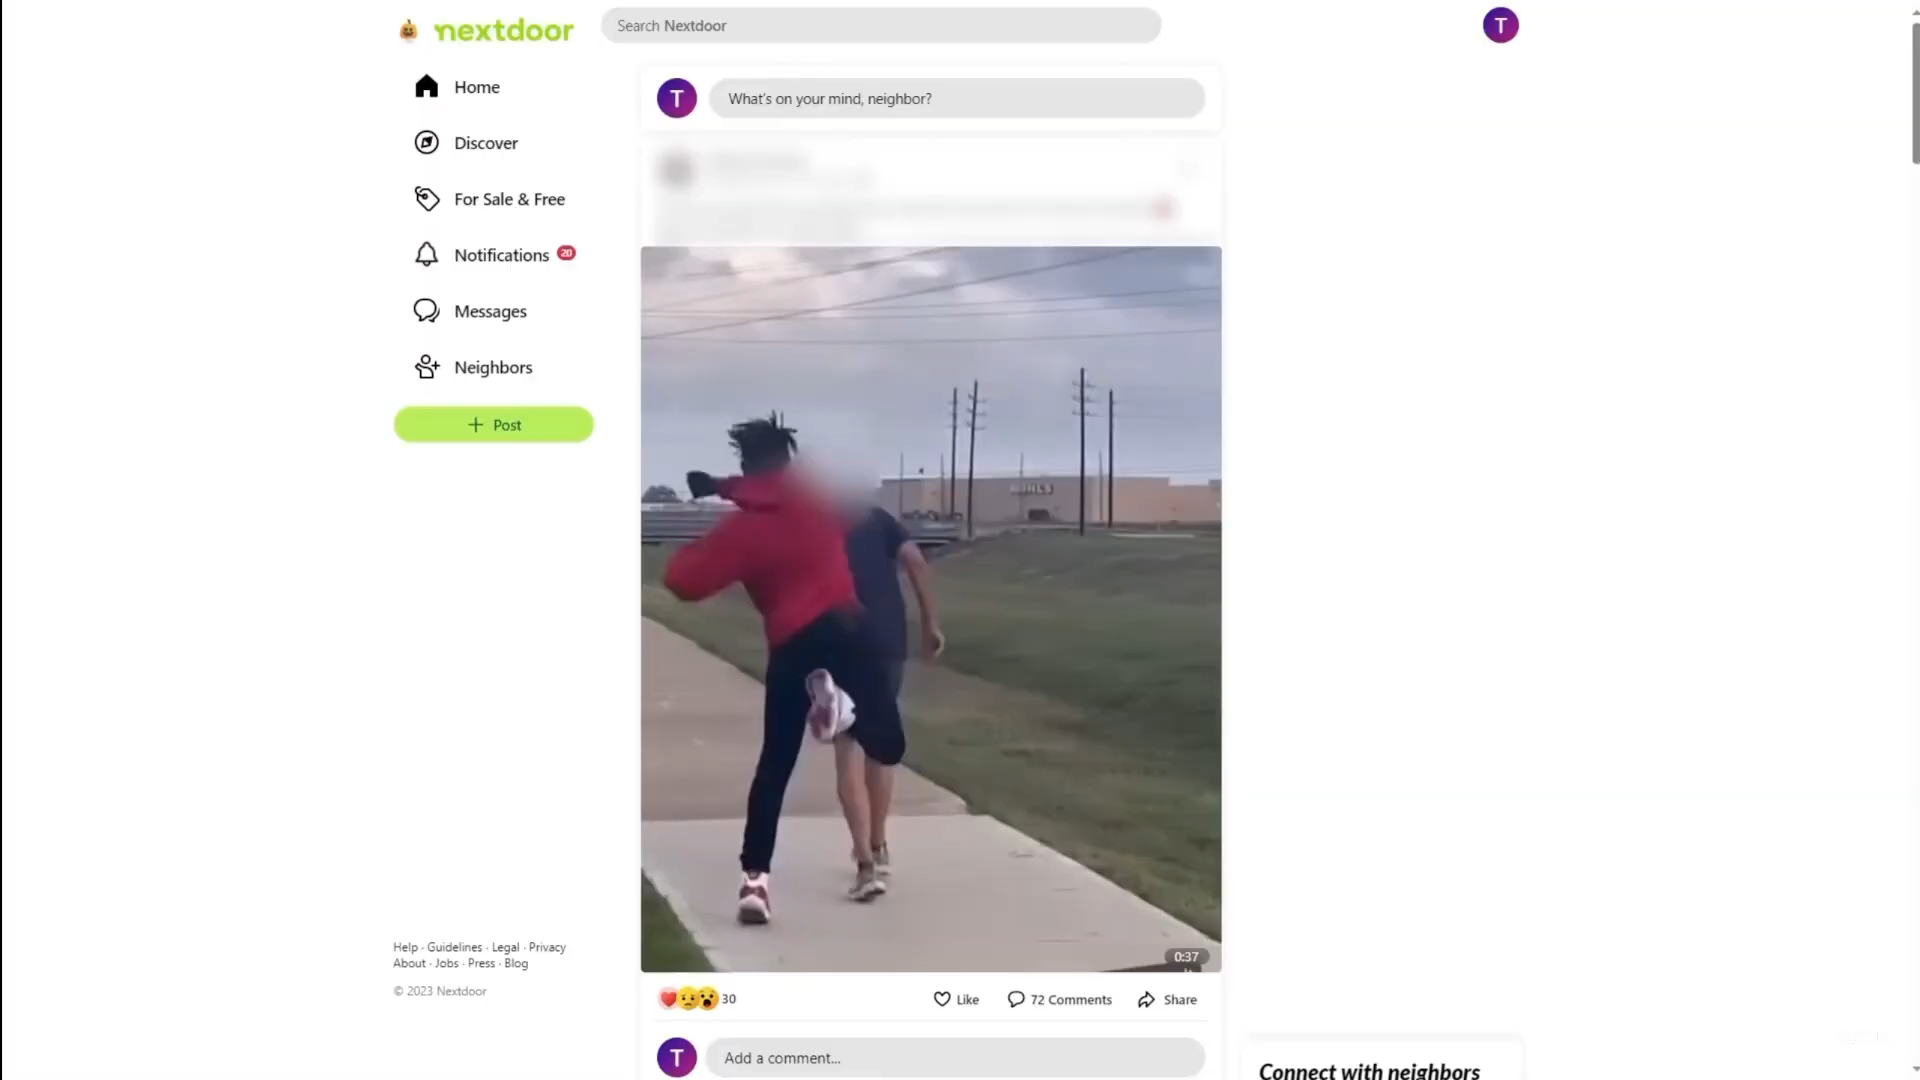 nextdoor
Search Nextdoor
T
Home
Discover
For Sale & Free
Notifications 20
Messages
Neighbors
+ Post
T
What's on your mind, neighbor?
KOHL'S
0:37
30
Like
72 Comments
Share
T
Add a comment...
Help · Guidelines · Legal · Privacy
About · Jobs · Press · Blog
© 2023 Nextdoor
Connect with neighbors